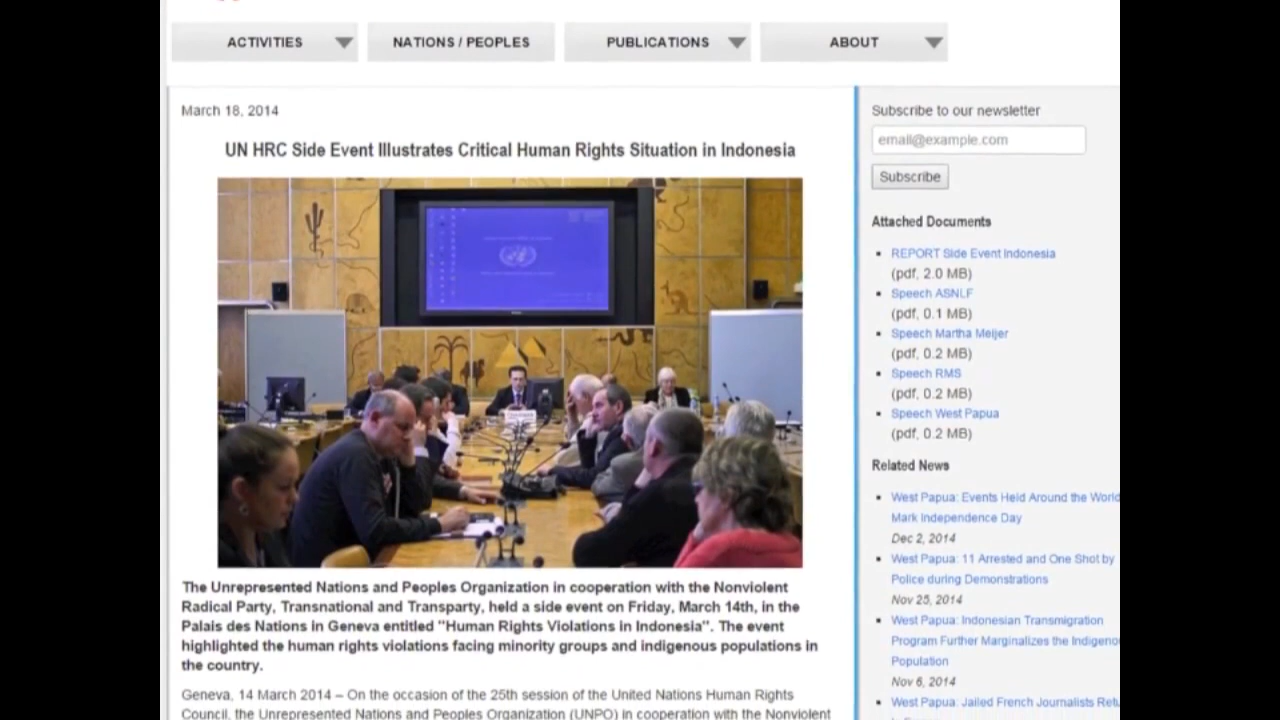 ACTIVITIES
NATIONS / PEOPLES
PUBLICATIONS
ABOUT
March 18, 2014
UN HRC Side Event Illustrates Critical Human Rights Situation in Indonesia
The Unrepresented Nations and Peoples Organization in cooperation with the Nonviolent
Radical Party, Transnational and Transparty, held a side event on Friday, March 14th, in the
Palais des Nations in Geneva entitled "Human Rights Violations in Indonesia". The event
highlighted the human rights violations facing minority groups and indigenous populations in
the country.
Geneva, 14 March 2014 – On the occasion of the 25th session of the United Nations Human Rights
Council, the Unrepresented Nations and Peoples Organization (UNPO) in cooperation with the Nonviolent
Subscribe to our newsletter
email@example.com
Subscribe
Attached Documents
REPORT Side Event Indonesia
(pdf, 2.0 MB)
Speech ASNLF
(pdf, 0.1 MB)
Speech Martha Meijer
(pdf, 0.2 MB)
Speech RMS
(pdf, 0.2 MB)
Speech West Papua
(pdf, 0.2 MB)
Related News
West Papua: Events Held Around the World
Mark Independence Day
Dec 2, 2014
West Papua: 11 Arrested and One Shot by
Police during Demonstrations
Nov 25, 2014
West Papua: Indonesian Transmigration
Program Further Marginalizes the Indigeno
Population
Nov 6, 2014
West Papua: Jailed French Journalists Ret